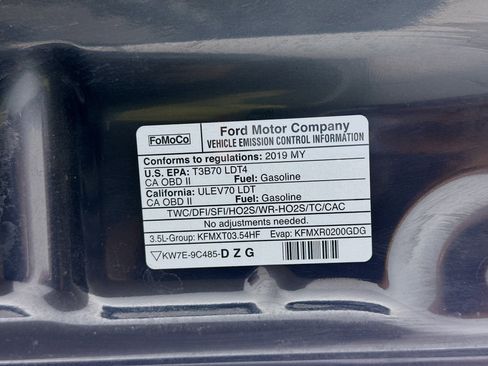 FoMoCo
Ford Motor Company
VEHICLE EMISSION CONTROL INFORMATION
Conforms to regulations: 2019 MY
U.S. EPA: T3B70 LDT4
CA OBD II Fuel: Gasoline
California: ULEV70 LDT
CA OBD II Fuel: Gasoline
TWC/DFI/SFI/HO2S/WR-HO2S/TC/CAC
No adjustments needed.
3.5L-Group: KFMXT03.54HF Evap: KFMXR0200GDG
KW7E-9C485-DZG